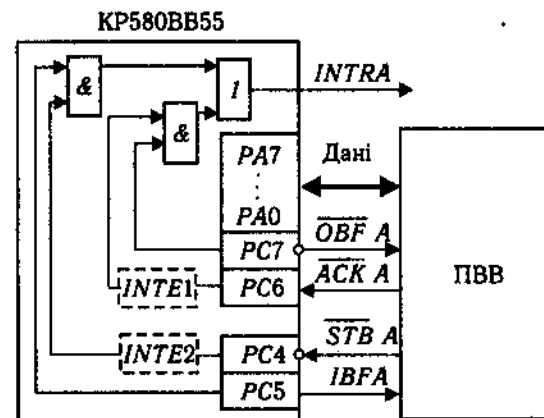 КР580ВВ55
&
1
INTRA
&
PA7
Дані
PA0
PC7
OBF A
INTE1
PC6
ACK A
ПВВ
INTE2
PC4
STB A
PC5
IBFA